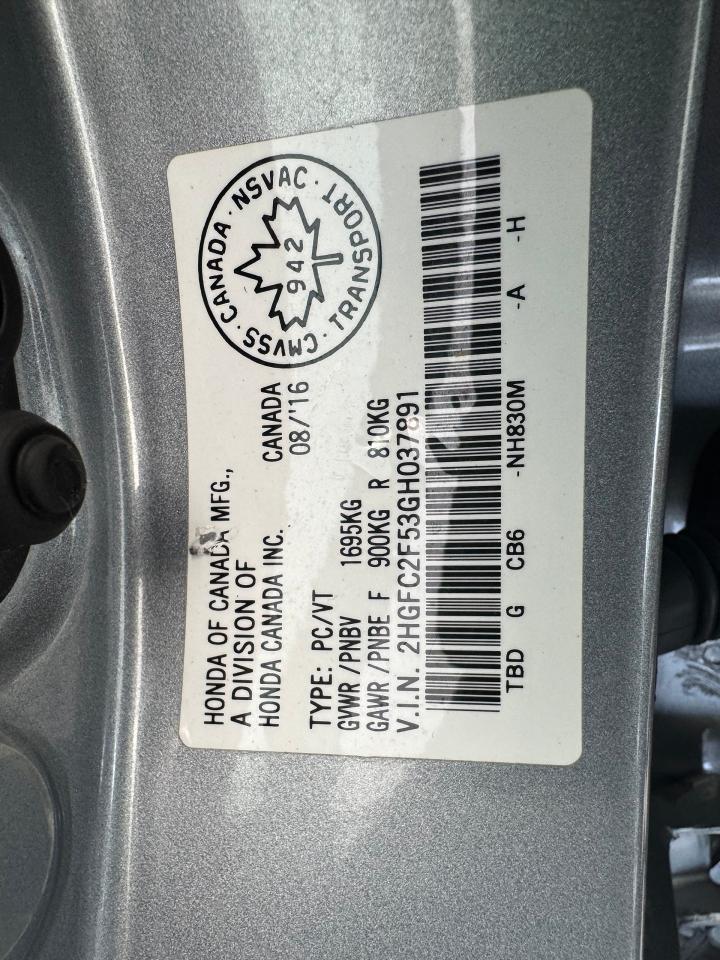 HONDA OF CANADA MFG.,
A DIVISION OF
HONDA CANADA INC. CANADA
08/'16
TYPE: PC/VT
GVWR/PNBV 1695KG
GAWR/PNBE F 900KG R 810KG
V.I.N. 2HGFC2F53GH037891
TBD G CB6 -NH830M -A -H
CANADA · NSVAC · TRANSPORT · CMVSS ·
942